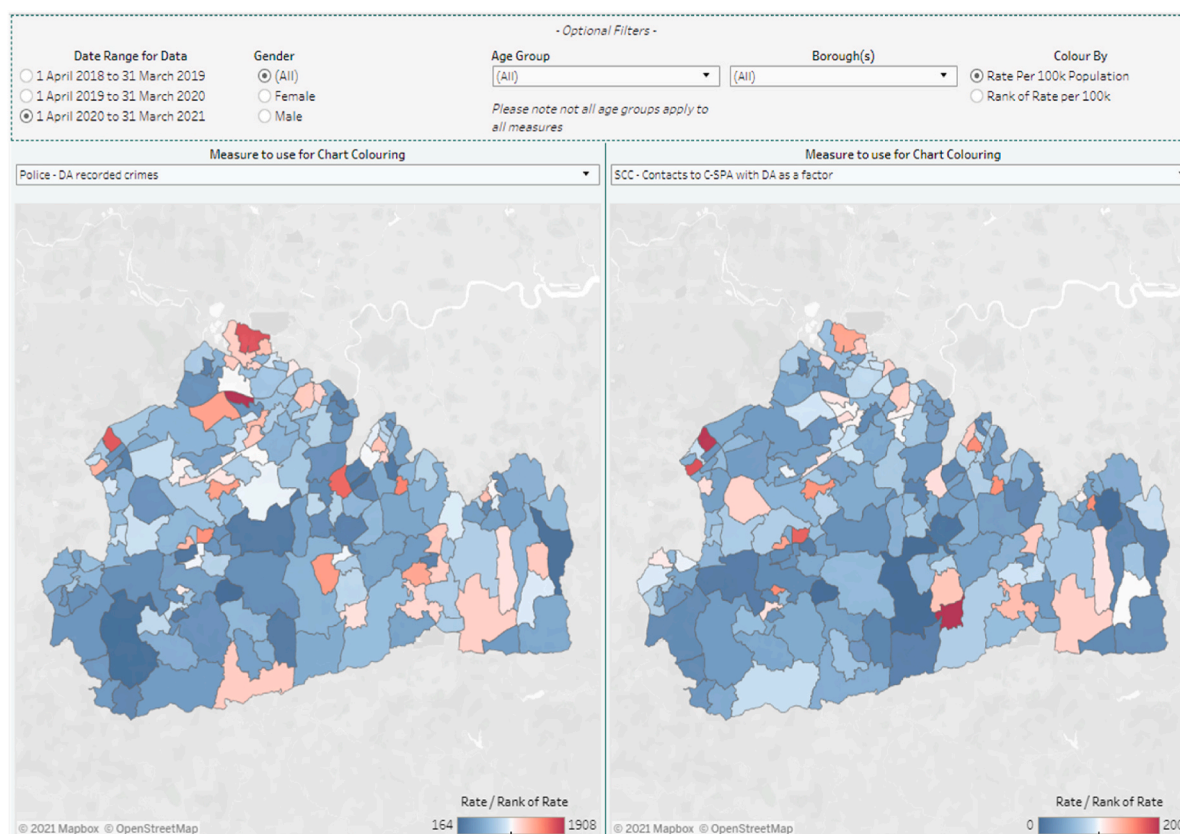 - Optional Filters -
Date Range for Data
Gender
Age Group
Borough(s)
Colour By
1 April 2018 to 31 March 2019
(All)
(All)
(All)
Rate Per 100k Population
1 April 2019 to 31 March 2020
Female
Rank of Rate per 100k
1 April 2020 to 31 March 2021
Male
Please note not all age groups apply to
all measures
Measure to use for Chart Colouring
Police - DA recorded crimes
Measure to use for Chart Colouring
SCC - Contacts to C-SPA with DA as a factor
Rate / Rank of Rate
164
1908
© 2021 Mapbox © OpenStreetMap
Rate / Rank of Rate
0
© 2021 Mapbox © OpenStreetMap